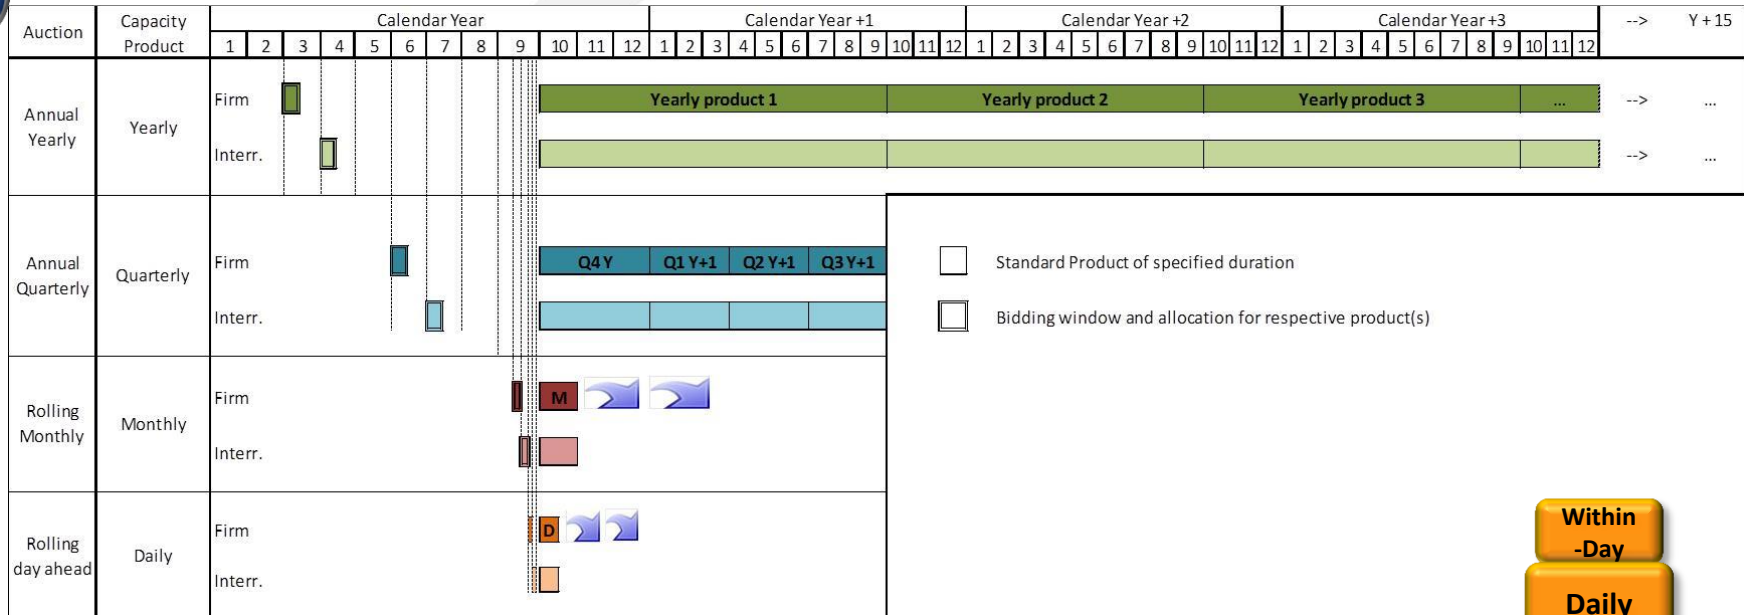 Auction
Capacity
Product
Calendar Year
Calendar Year +1
Calendar Year +2
Calendar Year +3
--> Y + 15
1 2 3 4 5 6 7 8 9 10 11 12 1 2 3 4 5 6 7 8 9 10 11 12 1 2 3 4 5 6 7 8 9 10 11 12 1 2 3 4 5 6 7 8 9 10 11 12
Annual
Yearly
Yearly
Firm
Yearly product 1
Yearly product 2
Yearly product 3
...
--> ...
Interr.
--> ...
Annual
Quarterly
Quarterly
Firm
Q4 Y
Q1 Y+1
Q2 Y+1
Q3 Y+1
Interr.
Standard Product of specified duration
Bidding window and allocation for respective product(s)
Rolling
Monthly
Monthly
Firm
M
Interr.
Rolling
day ahead
Daily
Firm
D
Interr.
Within
-Day
Daily